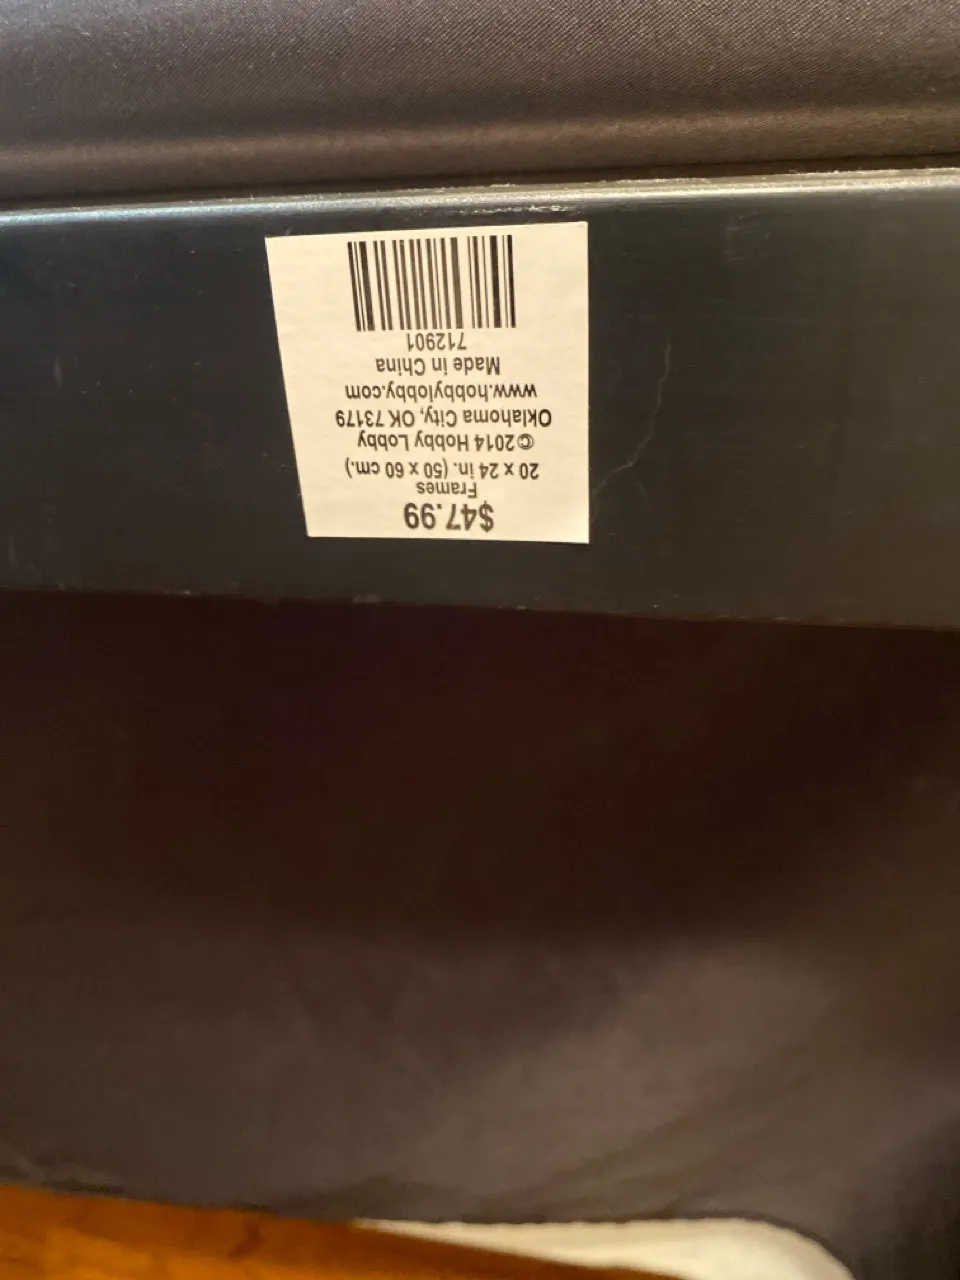 $47.99
Frames
20 x 24 in. (50 x 60 cm.)
©2014 Hobby Lobby
Oklahoma City, OK 73179
www.hobbylobby.com
Made in China
712901